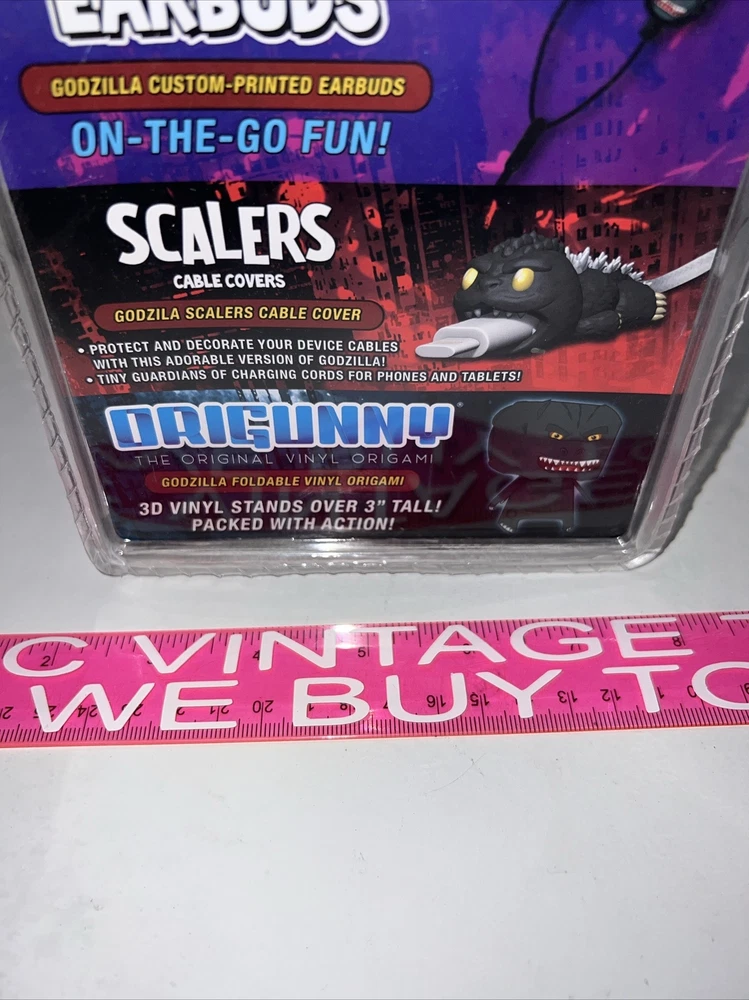 EARBUDS
GODZILLA CUSTOM-PRINTED EARBUDS
ON-THE-GO FUN!
SCALERS
CABLE COVERS
GODZILA SCALERS CABLE COVER
• PROTECT AND DECORATE YOUR DEVICE CABLES
WITH THIS ADORABLE VERSION OF GODZILLA!
• TINY GUARDIANS OF CHARGING CORDS FOR PHONES AND TABLETS!
ORIGUNNY
THE ORIGINAL VINYL ORIGAMI
GODZILLA FOLDABLE VINYL ORIGAMI
3D VINYL STANDS OVER 3" TALL!
PACKED WITH ACTION!
C VINTAGE T
WE BUY TO